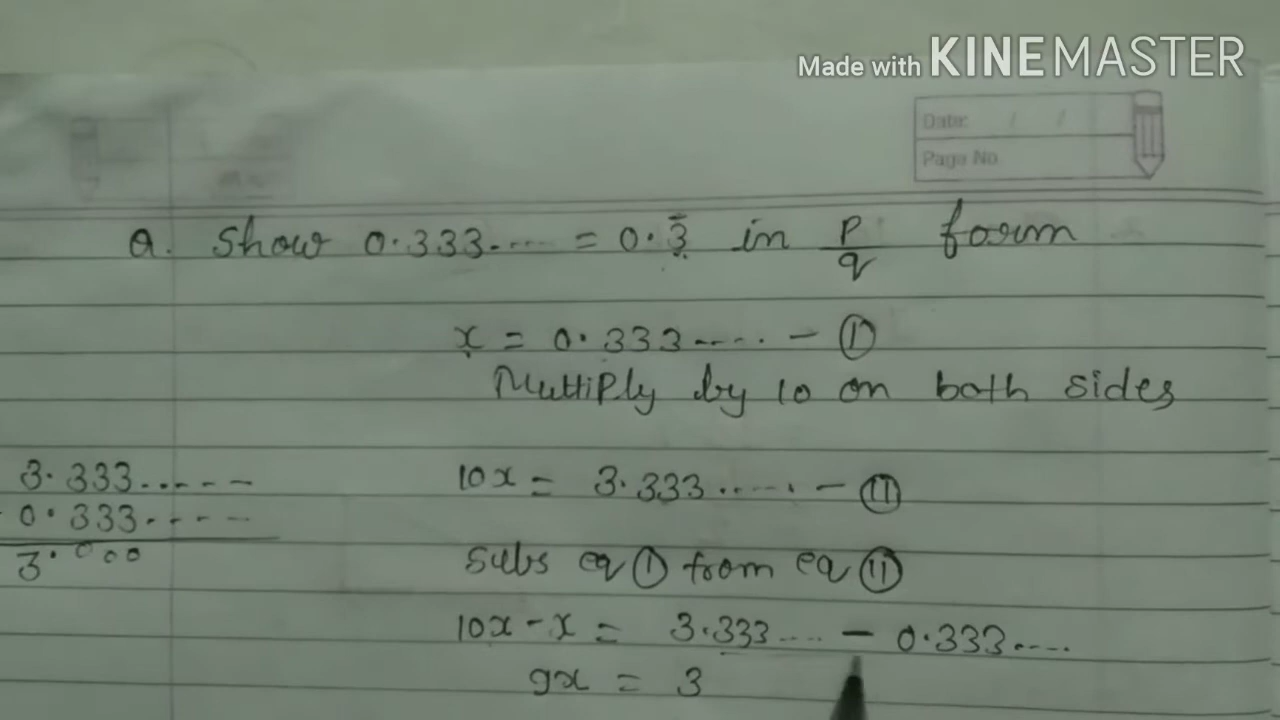 Made with KINEMASTER
Date: / /
Page No.
Q. Show 0.333.... = 0.3̅ in p/q form
x = 0.333..... - Ⓘ
Multiply by 10 on both sides
10x = 3.333...... - Ⓘ̲Ⓘ
3.333......
- 0.333......
3.000
Subs eq Ⓘ from eq Ⓘ̲Ⓘ
10x - x = 3.333.... - 0.333....
9x = 3